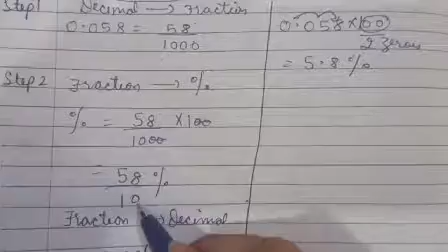 Step 1 Decimal → Fraction
0.058 = 58/1000
Step 2 Fraction → %
% = 58/1000 × 100
= 58/10 %
Fraction → Decimal
0.058 × 100
2 zeros
= 5.8%